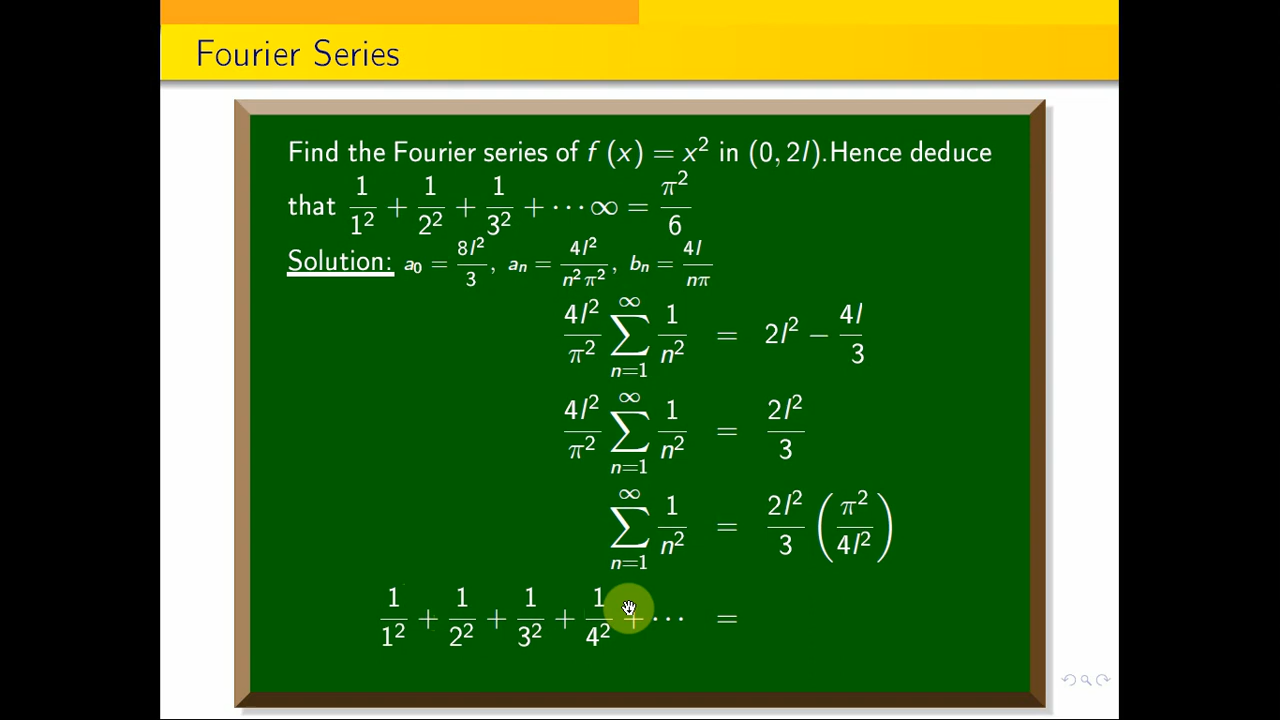 Fourier Series
Find the Fourier series of f (x) = x² in (0, 2l).Hence deduce
that 1/1² + 1/2² + 1/3² + ⋯ ∞ = π²/6
Solution: a₀ = 8l²/3, aₙ = 4l²/n²π², bₙ = 4l/nπ
4l²/π² ∑_{n=1}^{∞} 1/n² = 2l² − 4l/3
4l²/π² ∑_{n=1}^{∞} 1/n² = 2l²/3
∑_{n=1}^{∞} 1/n² = 2l²/3 (π²/4l²)
1/1² + 1/2² + 1/3² + 1/4² + ⋯ =